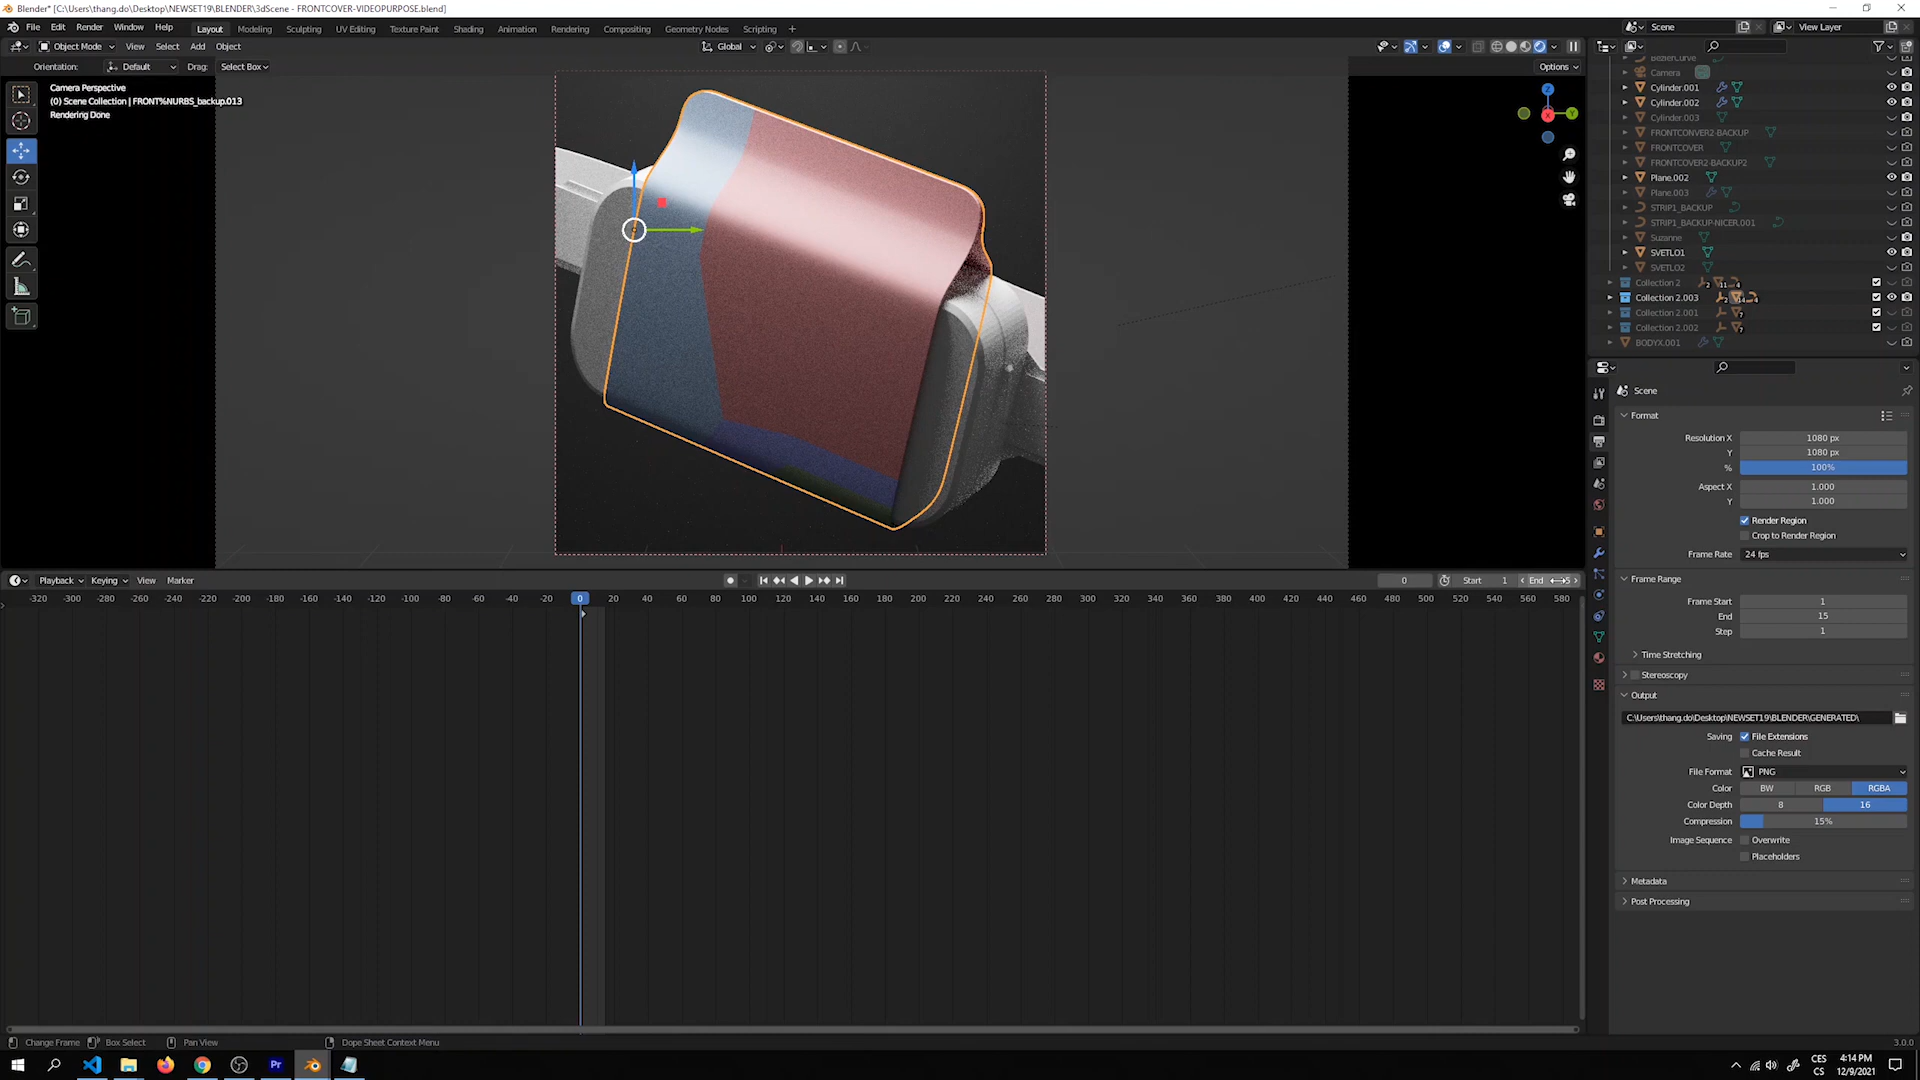 Blender* [C:\Users\thang.do\Desktop\NEWSET19\BLENDER\3dScene - FRONTCOVER-VIDEOPURPOSE.blend]
File Edit Render Window Help Layout Modeling Sculpting UV Editing Texture Paint Shading Animation Rendering Compositing Geometry Nodes Scripting + Scene View Layer
Object Mode View Select Add Object Global
Orientation: Default Drag: Select Box Options
Camera Perspective
(0) Scene Collection | FRONT%NURBS_backup.013
Rendering Done
Z
Y
X
BezierCurve
Camera
Cylinder.001
Cylinder.002
Cylinder.003
FRONTCONVER2-BACKUP
FRONTCOVER
FRONTCOVER2-BACKUP2
Plane.002
Plane.003
STRIP1_BACKUP
STRIP1_BACKUP-NICER.001
Suzanne
SVETLO1
SVETLO2
Collection 2 2 11 4
Collection 2.003 2 14 4
Collection 2.001 7
Collection 2.002 7
BODYX.001
Scene
Format
Resolution X 1080 px
Y 1080 px
% 100%
Aspect X 1.000
Y 1.000
Render Region
Crop to Render Region
Frame Rate 24 fps
Frame Range
Frame Start 1
End 15
Step 1
Time Stretching
Stereoscopy
Output
C:\Users\thang.do\Desktop\NEWSET19\BLENDER\GENERATED\
Saving File Extensions
Cache Result
File Format PNG
Color BW RGB RGBA
Color Depth 8 16
Compression 15%
Image Sequence Overwrite
Placeholders
Metadata
Post Processing
Playback Keying View Marker 0 Start 1 End 5
-320 -300 -280 -260 -240 -220 -200 -180 -160 -140 -120 -100 -80 -60 -40 -20 0 20 40 60 80 100 120 140 160 180 200 220 240 260 280 300 320 340 360 380 400 420 440 460 480 500 520 540 560 580
Change Frame Box Select Pan View Dope Sheet Context Menu 3.0.0
Pr CES 4:14 PM
CS 12/9/2021